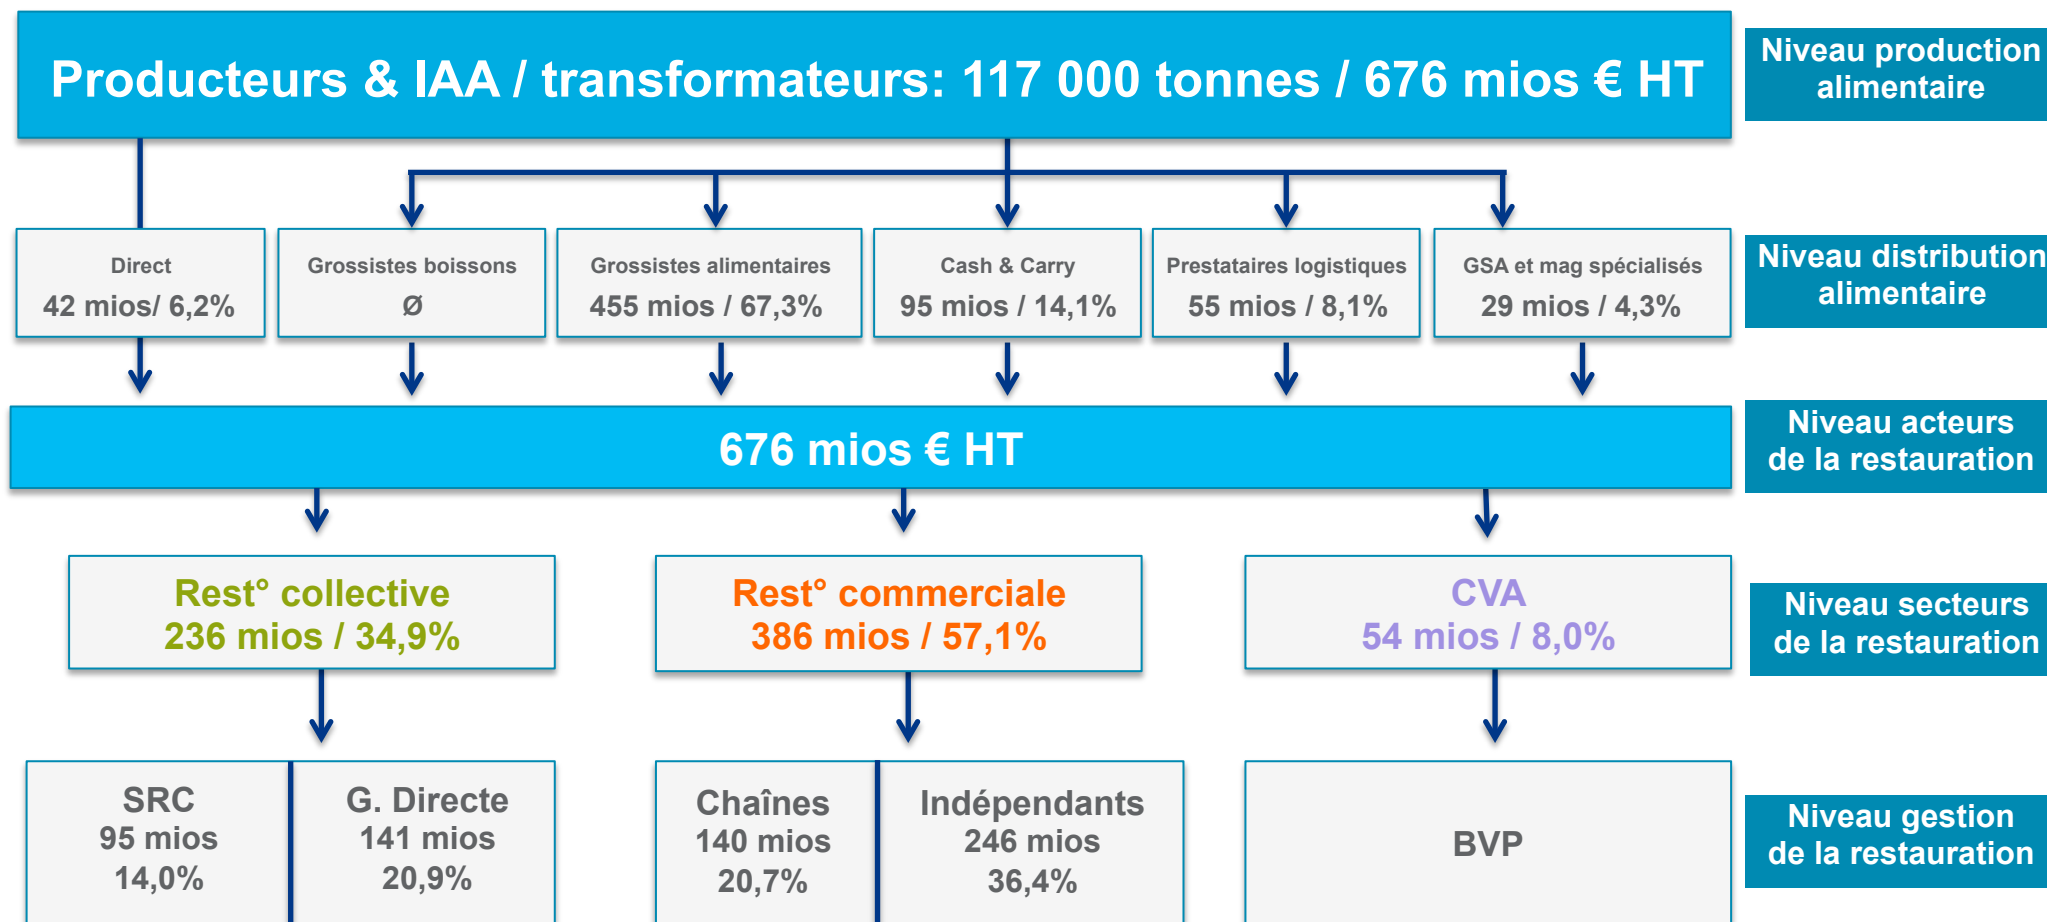 Producteurs & IAA / transformateurs: 117 000 tonnes / 676 mios € HT
Niveau production
alimentaire
Direct
42 mios/ 6,2%
Grossistes boissons
Ø
Grossistes alimentaires
455 mios / 67,3%
Cash & Carry
95 mios / 14,1%
Prestataires logistiques
55 mios / 8,1%
GSA et mag spécialisés
29 mios / 4,3%
Niveau distribution
alimentaire
676 mios € HT
Niveau acteurs
de la restauration
Rest° collective
236 mios / 34,9%
Rest° commerciale
386 mios / 57,1%
CVA
54 mios / 8,0%
Niveau secteurs
de la restauration
SRC
95 mios
14,0%
G. Directe
141 mios
20,9%
Chaînes
140 mios
20,7%
Indépendants
246 mios
36,4%
BVP
Niveau gestion
de la restauration